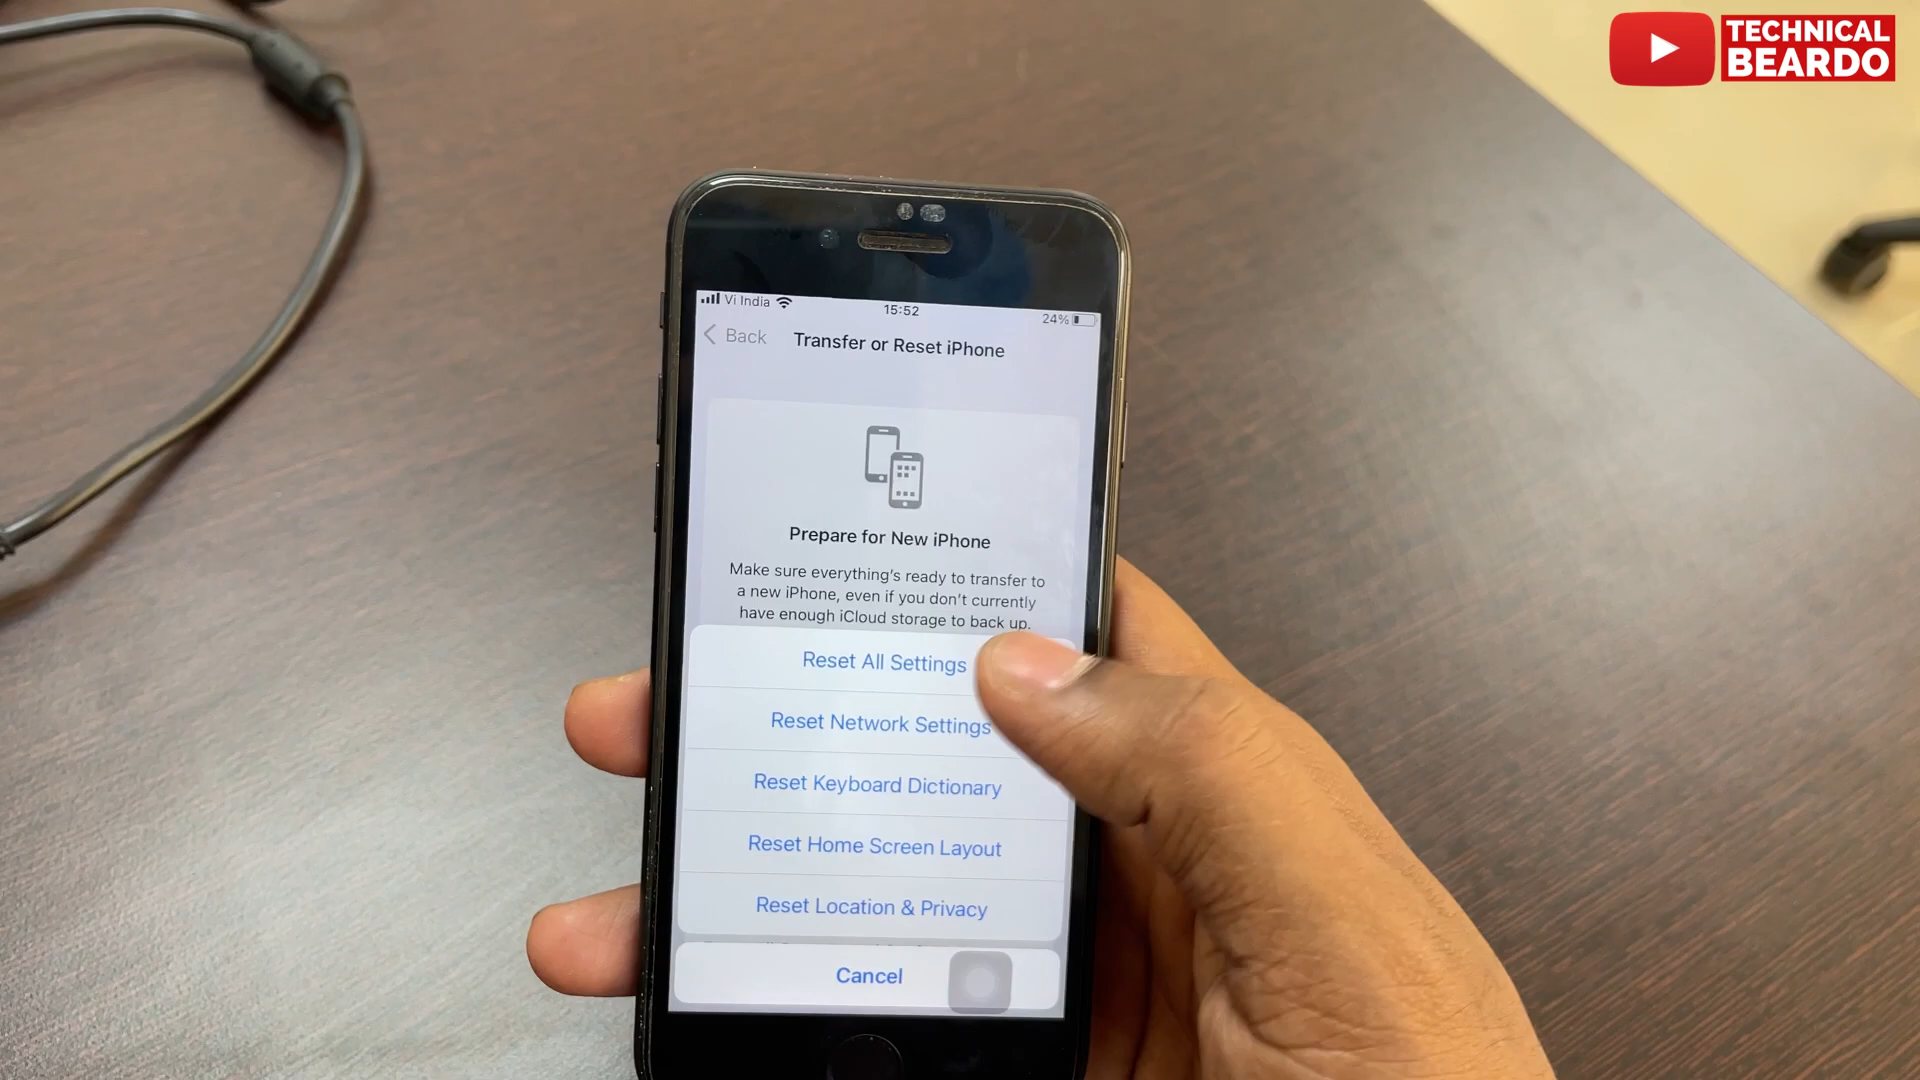 TECHNICAL
BEARDO
Vi India
15:52
24%
Back
Transfer or Reset iPhone
Prepare for New iPhone
Make sure everything's ready to transfer to
a new iPhone, even if you don't currently
have enough iCloud storage to back up.
Reset All Settings
Reset Network Settings
Reset Keyboard Dictionary
Reset Home Screen Layout
Reset Location & Privacy
Cancel